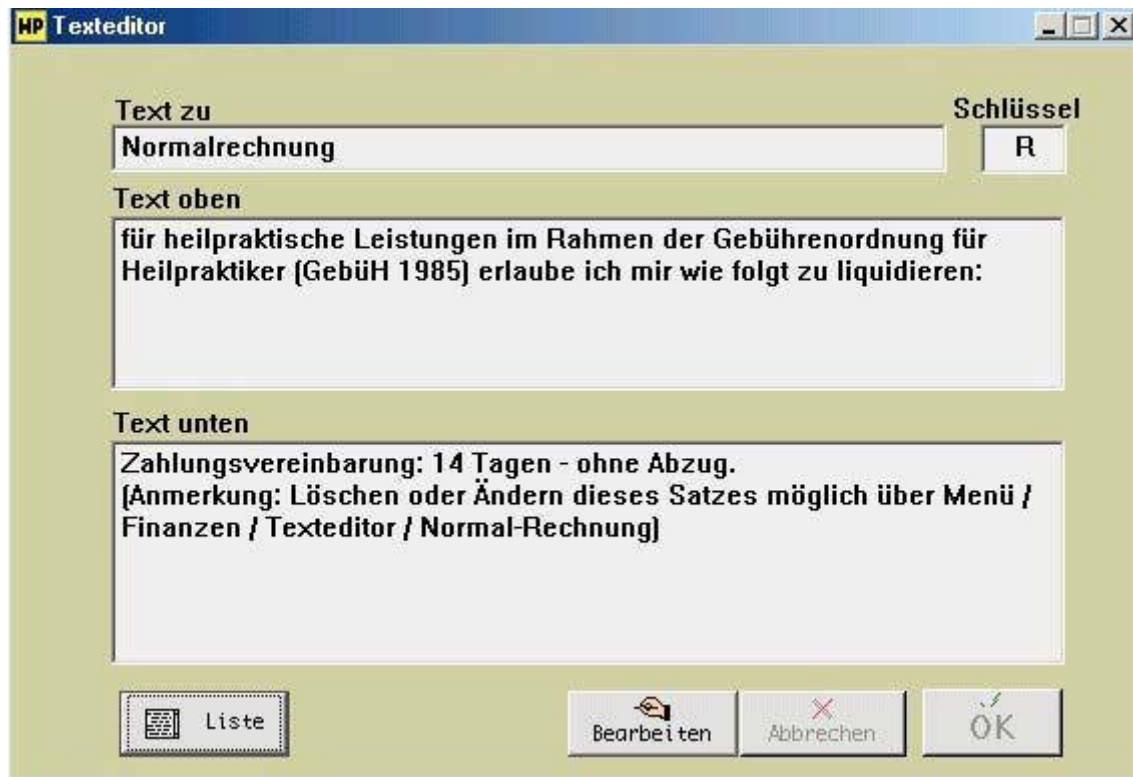 HP Texteditor
Text zu
Schlüssel
Normalrechnung
R
Text oben
für heilpraktische Leistungen im Rahmen der Gebührenordnung für
Heilpraktiker (GebüH 1985) erlaube ich mir wie folgt zu liquidieren:
Text unten
Zahlungsvereinbarung: 14 Tagen - ohne Abzug.
(Anmerkung: Löschen oder Ändern dieses Satzes möglich über Menü /
Finanzen / Texteditor / Normal-Rechnung)
Liste
Bearbeiten
Abbrechen
OK